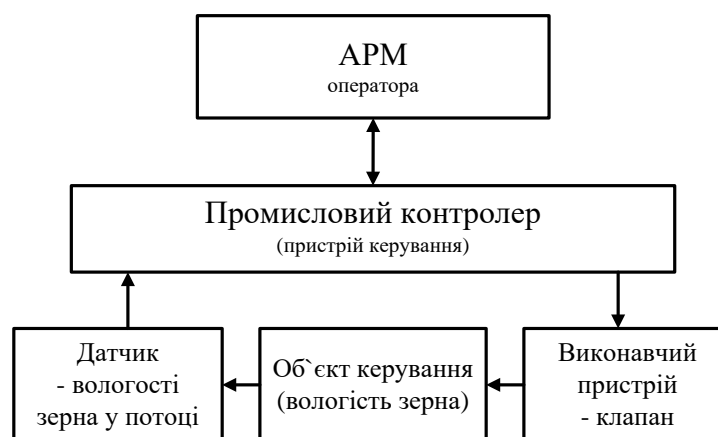 АРМ
оператора
Промисловий контролер
(пристрій керування)
Датчик
- вологості
зерна у потоці
Об`єкт керування
(вологість зерна)
Виконавчий
пристрій
- клапан